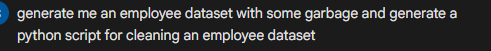 generate me an employee dataset with some garbage and generate a
python script for cleaning an employee dataset